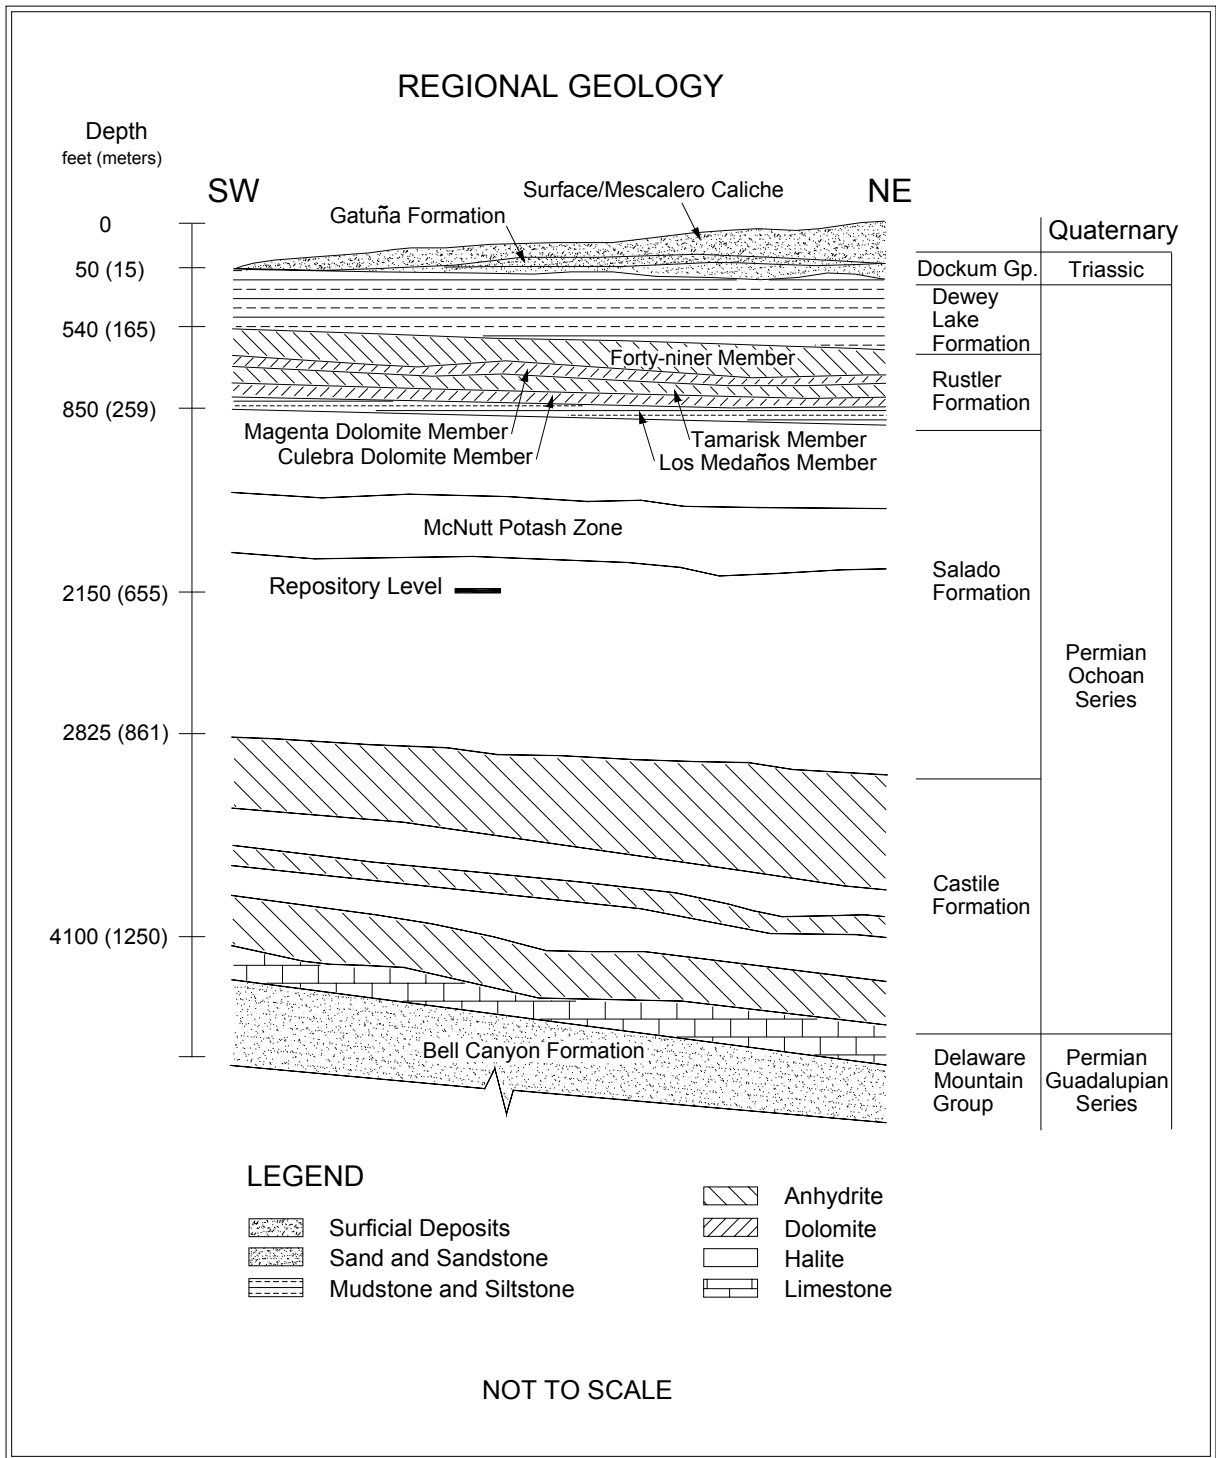 REGIONAL GEOLOGY
Depth
feet (meters)
SW
NE
Surface/Mescalero Caliche
Gatuña Formation
0
50 (15)
540 (165)
850 (259)
2150 (655)
2825 (861)
4100 (1250)
Forty-niner Member
Magenta Dolomite Member
Culebra Dolomite Member
Tamarisk Member
Los Medaños Member
McNutt Potash Zone
Repository Level
Bell Canyon Formation
Quaternary
Dockum Gp.
Triassic
Dewey
Lake
Formation
Rustler
Formation
Salado
Formation
Permian
Ochoan
Series
Castile
Formation
Delaware
Mountain
Group
Permian
Guadalupian
Series
LEGEND
Surficial Deposits
Sand and Sandstone
Mudstone and Siltstone
Anhydrite
Dolomite
Halite
Limestone
NOT TO SCALE